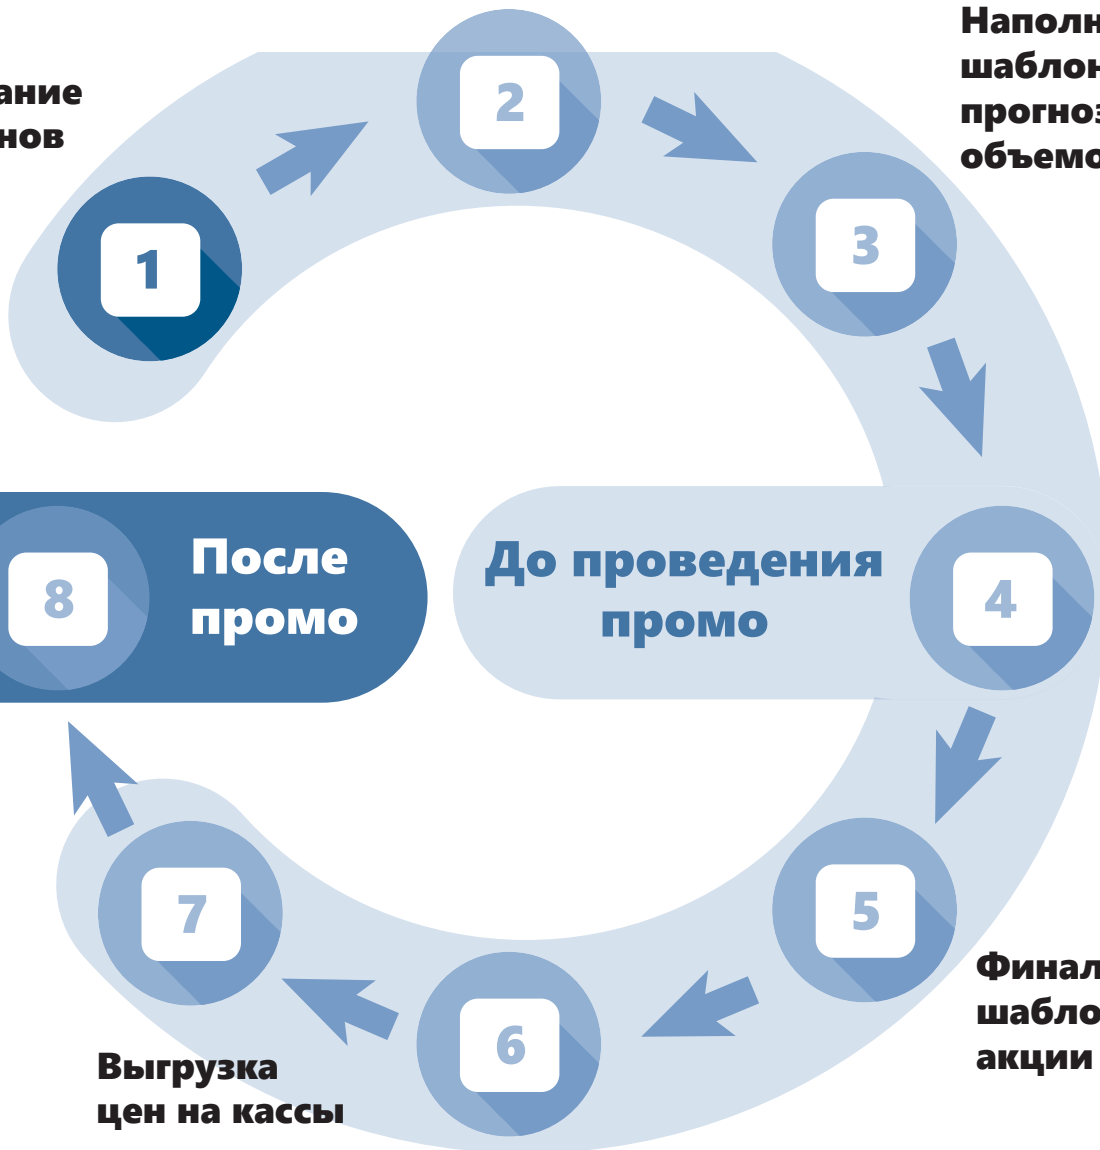 2
Наполн
шаблон
прогноз
объемо
ание
нов
1
3
8
После
промо
До проведения
промо
4
7
5
6
Финал
шабло
акции
Выгрузка
цен на кассы